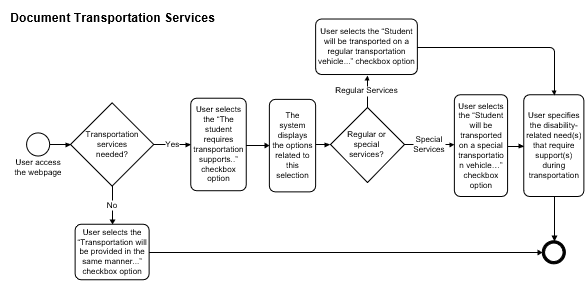 Document Transportation Services
User selects the “Student
will be transported on a
regular transportation
vehicle...” checkbox
option
Regular Services
User access
the webpage
Transportation
services
needed?
Yes
No
User selects
the “The
student
requires
transportation
supports..”
checkbox
option
The
system
displays
the options
related to
this
selection
Regular or
special
services?
Special
Services
User selects
the “Student
will be
transported
on a special
transportatio
n vehicle...”
checkbox
option
User specifies
the disability-
related need(s)
that require
support(s)
during
transportation
User selects the
“Transportation will
be provided in the
same manner...”
checkbox option